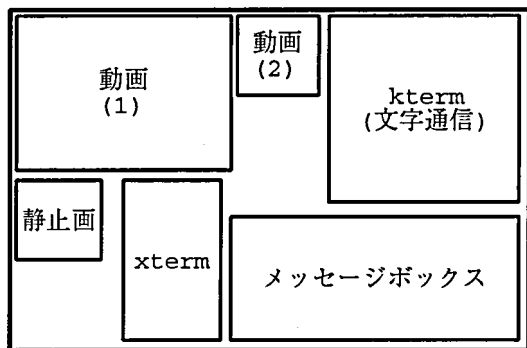 動画
(1)
動画
(2)
kterm
(文字通信)
静止画
xterm
メッセージボックス